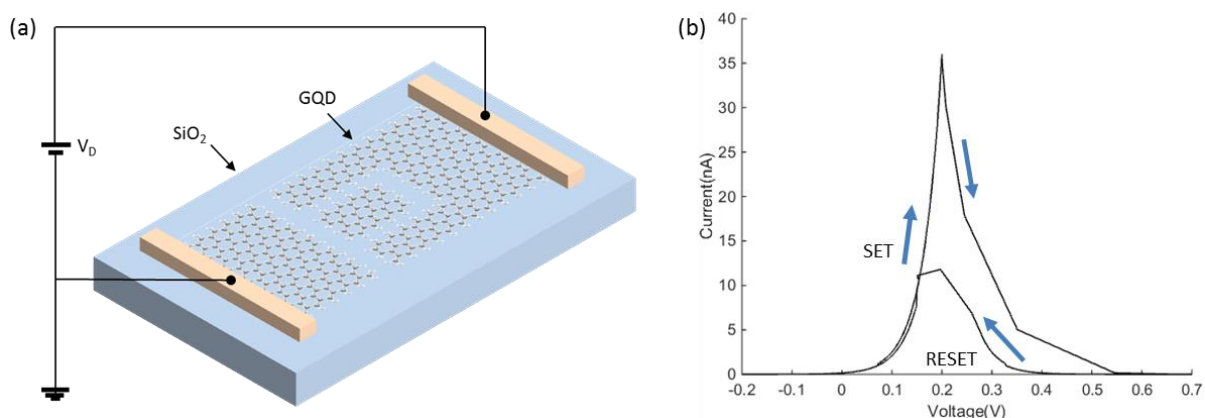 (a)
GQD
SiO₂
V_D
(b)
Current(nA)
40
35
30
25
20
15
10
5
0
SET
RESET
-0.2 -0.1 0 0.1 0.2 0.3 0.4 0.5 0.6 0.7
Voltage(V)